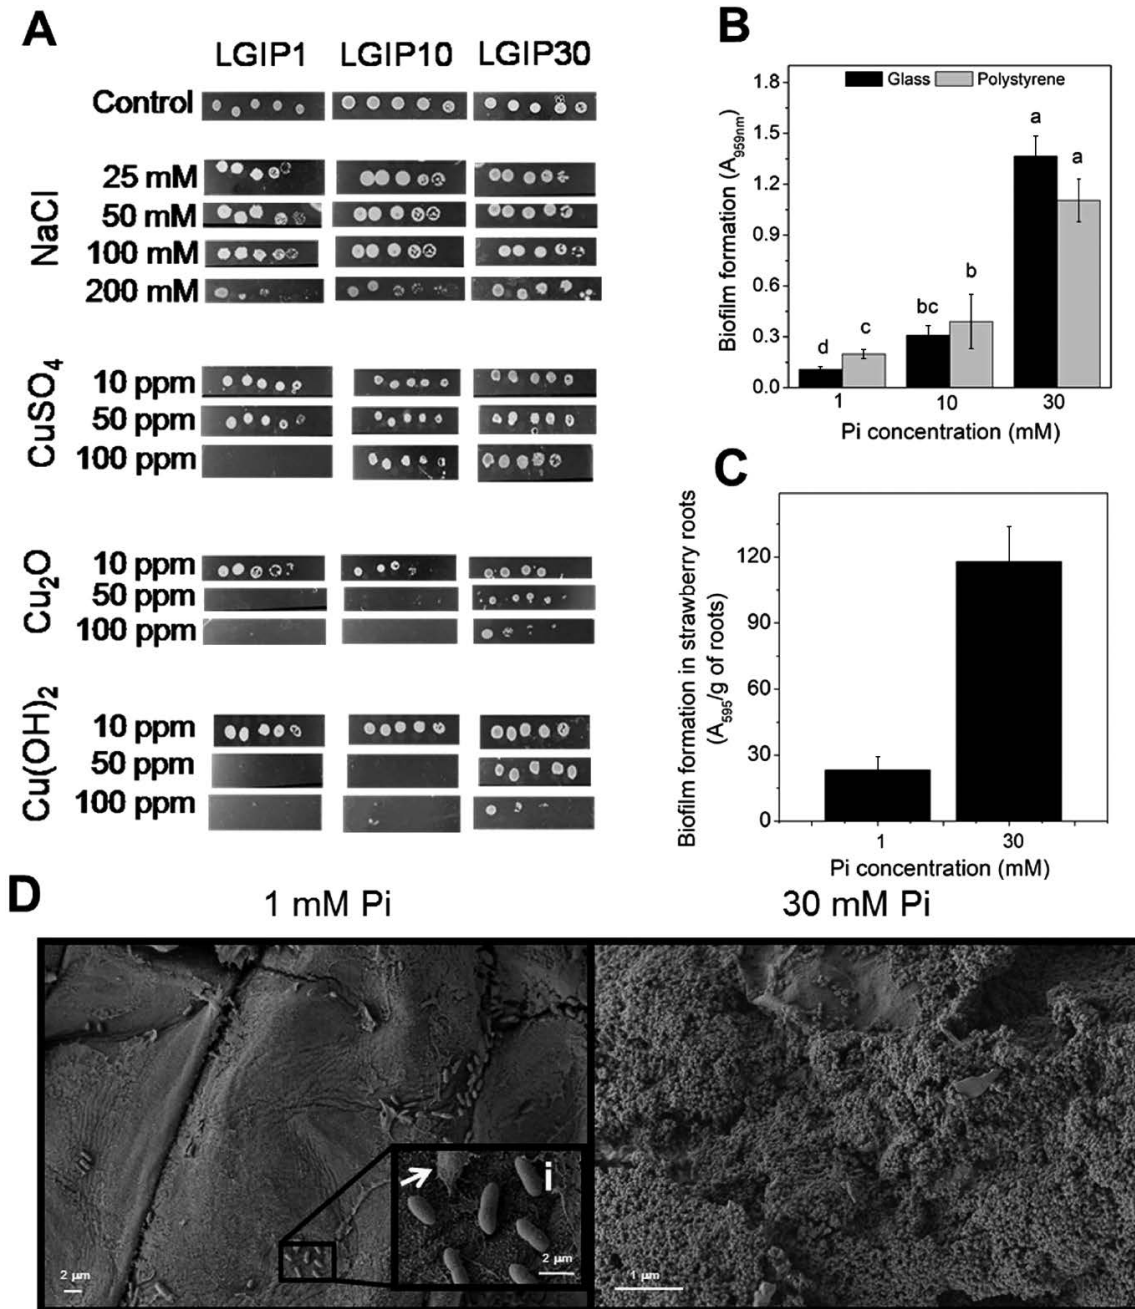 A
LGIP1 LGIP10 LGIP30
Control
NaCl
25 mM
50 mM
100 mM
200 mM
CuSO4
10 ppm
50 ppm
100 ppm
Cu2O
10 ppm
50 ppm
100 ppm
Cu(OH)2
10 ppm
50 ppm
100 ppm
B
Biofilm formation (A959nm)
1.8
1.5
1.2
0.9
0.6
0.3
0.0
Glass Polystyrene
d c bc b a a
1 10 30
Pi concentration (mM)
C
Biofilm formation in strawberry roots
(A595/g of roots)
120
90
60
30
0
1 30
Pi concentration (mM)
D
1 mM Pi 30 mM Pi
i
2 µm
2 µm
1 µm